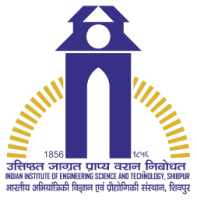 1856 १८५६
उत्तिष्ठत जाग्रत प्राप्य वरान् निबोधत
INDIAN INSTITUTE OF ENGINEERING SCIENCE AND TECHNOLOGY, SHIBPUR
भारतीय अभियांत्रिकी विज्ञान एवं प्रौद्योगिकी संस्थान, शिवपुर